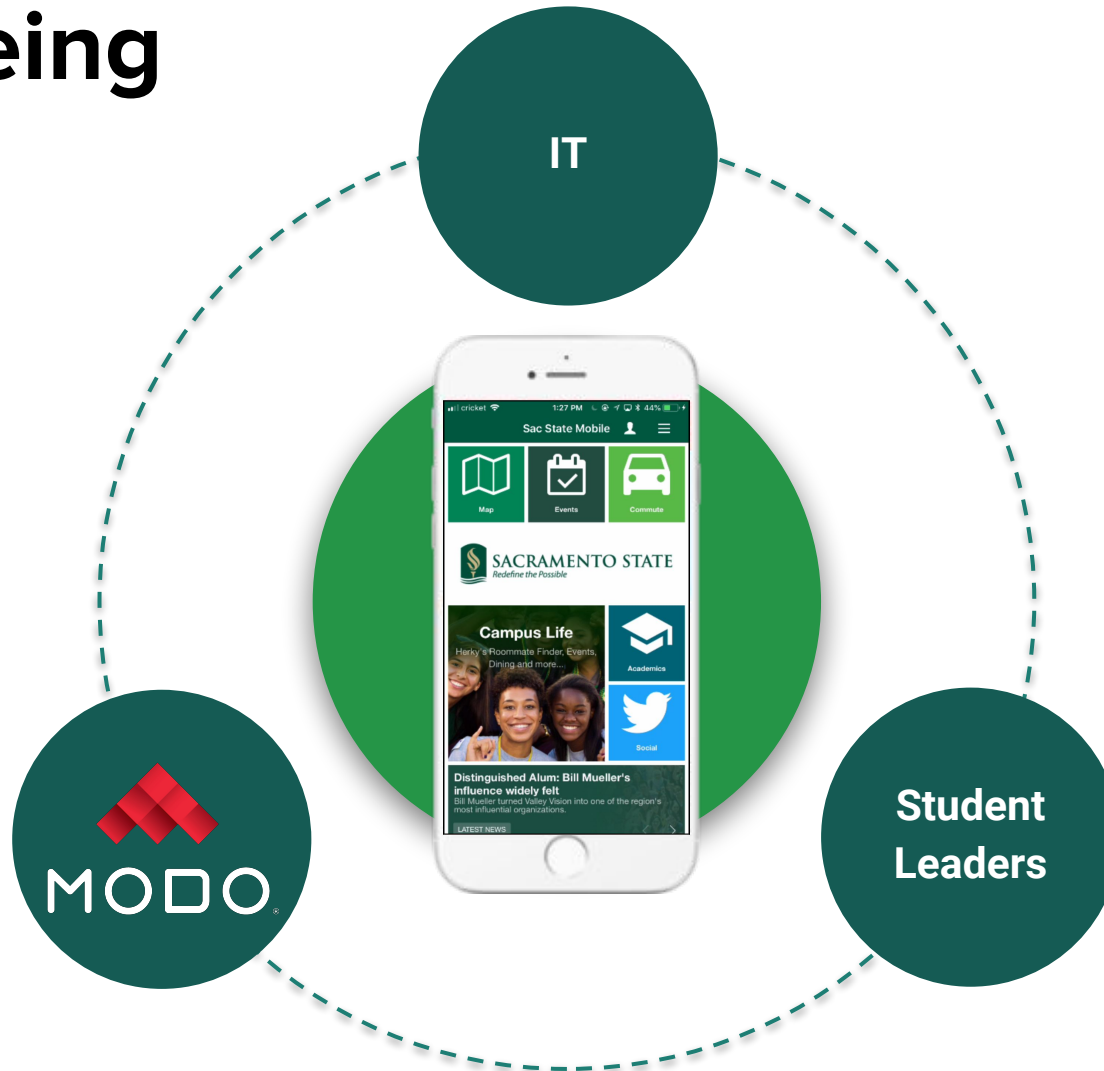 eing
IT
cricket 1:27 PM 44%
Sac State Mobile
Map
Events
Commute
SACRAMENTO STATE
Redefine the Possible
Campus Life
Herky's Roommate Finder, Events,
Dining and more...
Academics
Social
Distinguished Alum: Bill Mueller's
influence widely felt
Bill Mueller turned Valley Vision into one of the region's
most influential organizations.
LATEST NEWS
MODO®
Student
Leaders